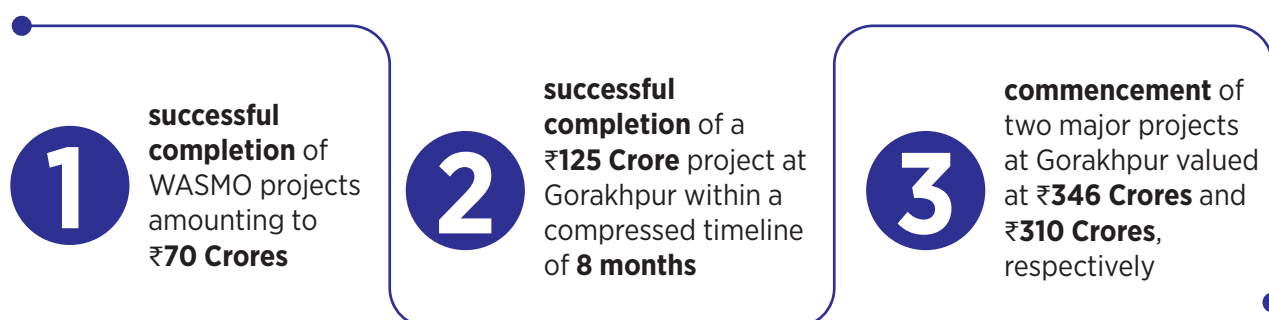 1
successful
completion of
WASMO projects
amounting to
₹70 Crores
2
successful
completion of a
₹125 Crore project at
Gorakhpur within a
compressed timeline
of 8 months
3
commencement of
two major projects
at Gorakhpur valued
at ₹346 Crores and
₹310 Crores,
respectively